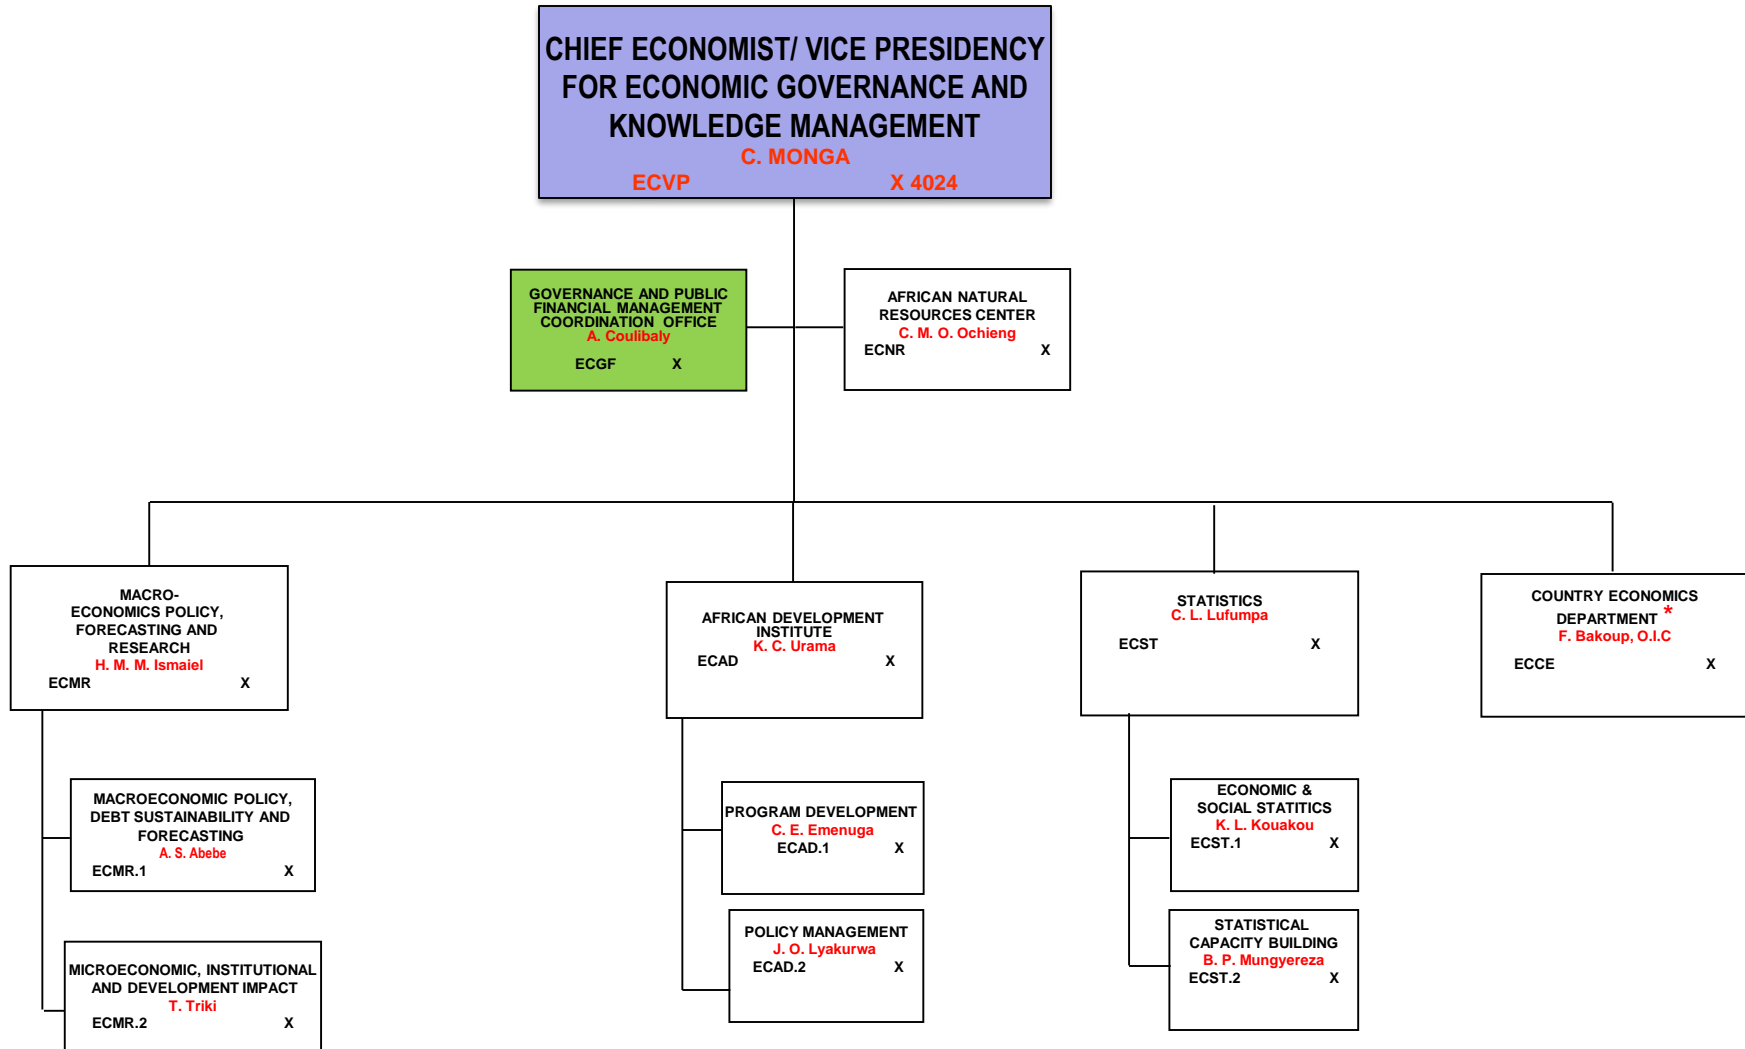 CHIEF ECONOMIST/ VICE PRESIDENCY
FOR ECONOMIC GOVERNANCE AND
KNOWLEDGE MANAGEMENT
C. MONGA
ECVP X 4024
GOVERNANCE AND PUBLIC
FINANCIAL MANAGEMENT
COORDINATION OFFICE
A. Coulibaly
ECGF X
AFRICAN NATURAL
RESOURCES CENTER
C. M. O. Ochieng
ECNR X
MACRO-
ECONOMICS POLICY,
FORECASTING AND
RESEARCH
H. M. M. Ismaiel
ECMR X
AFRICAN DEVELOPMENT
INSTITUTE
K. C. Urama
ECAD X
STATISTICS
C. L. Lufumpa
ECST X
COUNTRY ECONOMICS
DEPARTMENT *
F. Bakoup, O.I.C
ECCE X
MACROECONOMIC POLICY,
DEBT SUSTAINABILITY AND
FORECASTING
A. S. Abebe
ECMR.1 X
MICROECONOMIC, INSTITUTIONAL
AND DEVELOPMENT IMPACT
T. Triki
ECMR.2 X
PROGRAM DEVELOPMENT
C. E. Emenuga
ECAD.1 X
POLICY MANAGEMENT
J. O. Lyakurwa
ECAD.2 X
ECONOMIC &
SOCIAL STATITICS
K. L. Kouakou
ECST.1 X
STATISTICAL
CAPACITY BUILDING
B. P. Mungyereza
ECST.2 X